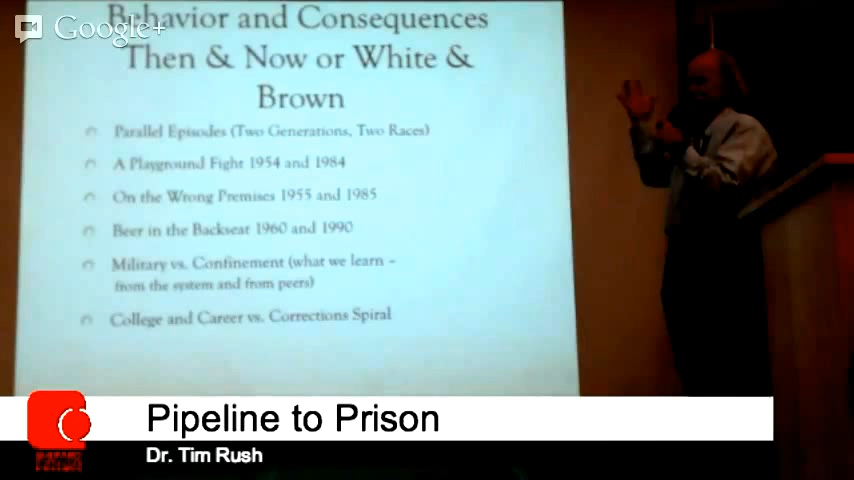 Google+
Behavior and Consequences
Then & Now or White &
Brown
Parallel Episodes (Two Generations, Two Races)
A Playground Fight 1954 and 1984
On the Wrong Premises 1955 and 1985
Beer in the Backseat 1960 and 1990
Military vs. Confinement (what we learn –
from the system and from peers)
College and Career vs. Corrections Spiral
Pipeline to Prison
Dr. Tim Rush